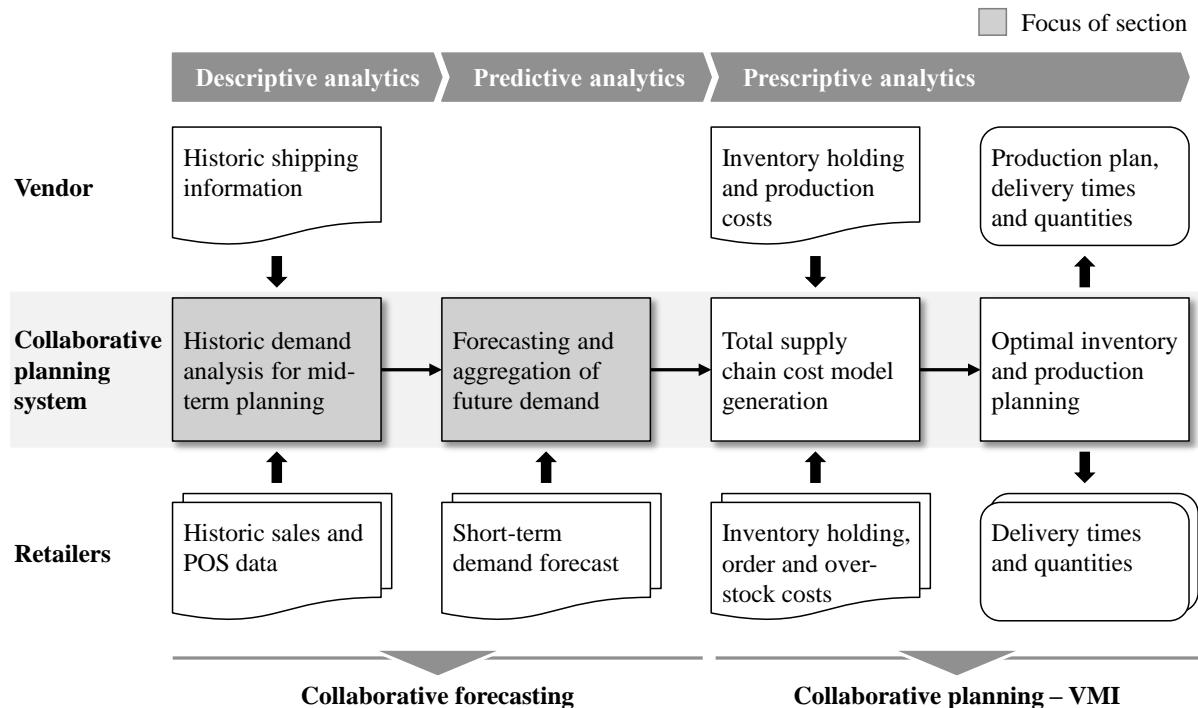 Focus of section
Descriptive analytics
Predictive analytics
Prescriptive analytics
Vendor
Historic shipping
information
Inventory holding
and production
costs
Production plan,
delivery times
and quantities
Collaborative
planning
system
Historic demand
analysis for mid-
term planning
Forecasting and
aggregation of
future demand
Total supply
chain cost model
generation
Optimal inventory
and production
planning
Retailers
Historic sales and
POS data
Short-term
demand forecast
Inventory holding,
order and over-
stock costs
Delivery times
and quantities
Collaborative forecasting
Collaborative planning – VMI